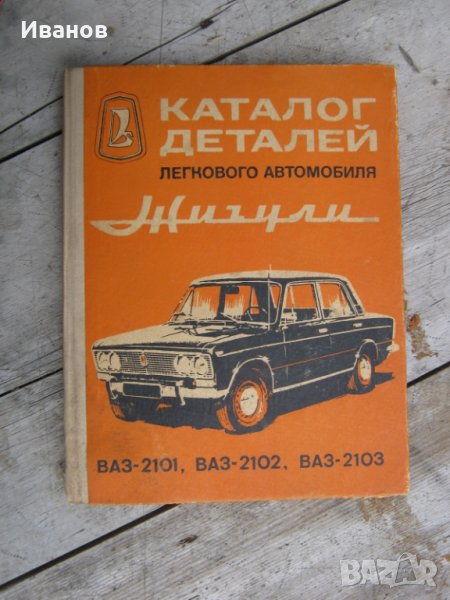 Иванов
КАТАЛОГ
ДЕТАЛЕЙ
ЛЕГКОВОГО АВТОМОБИЛЯ
Жигули
ВАЗ-2101, ВАЗ-2102, ВАЗ-2103
BAZAR